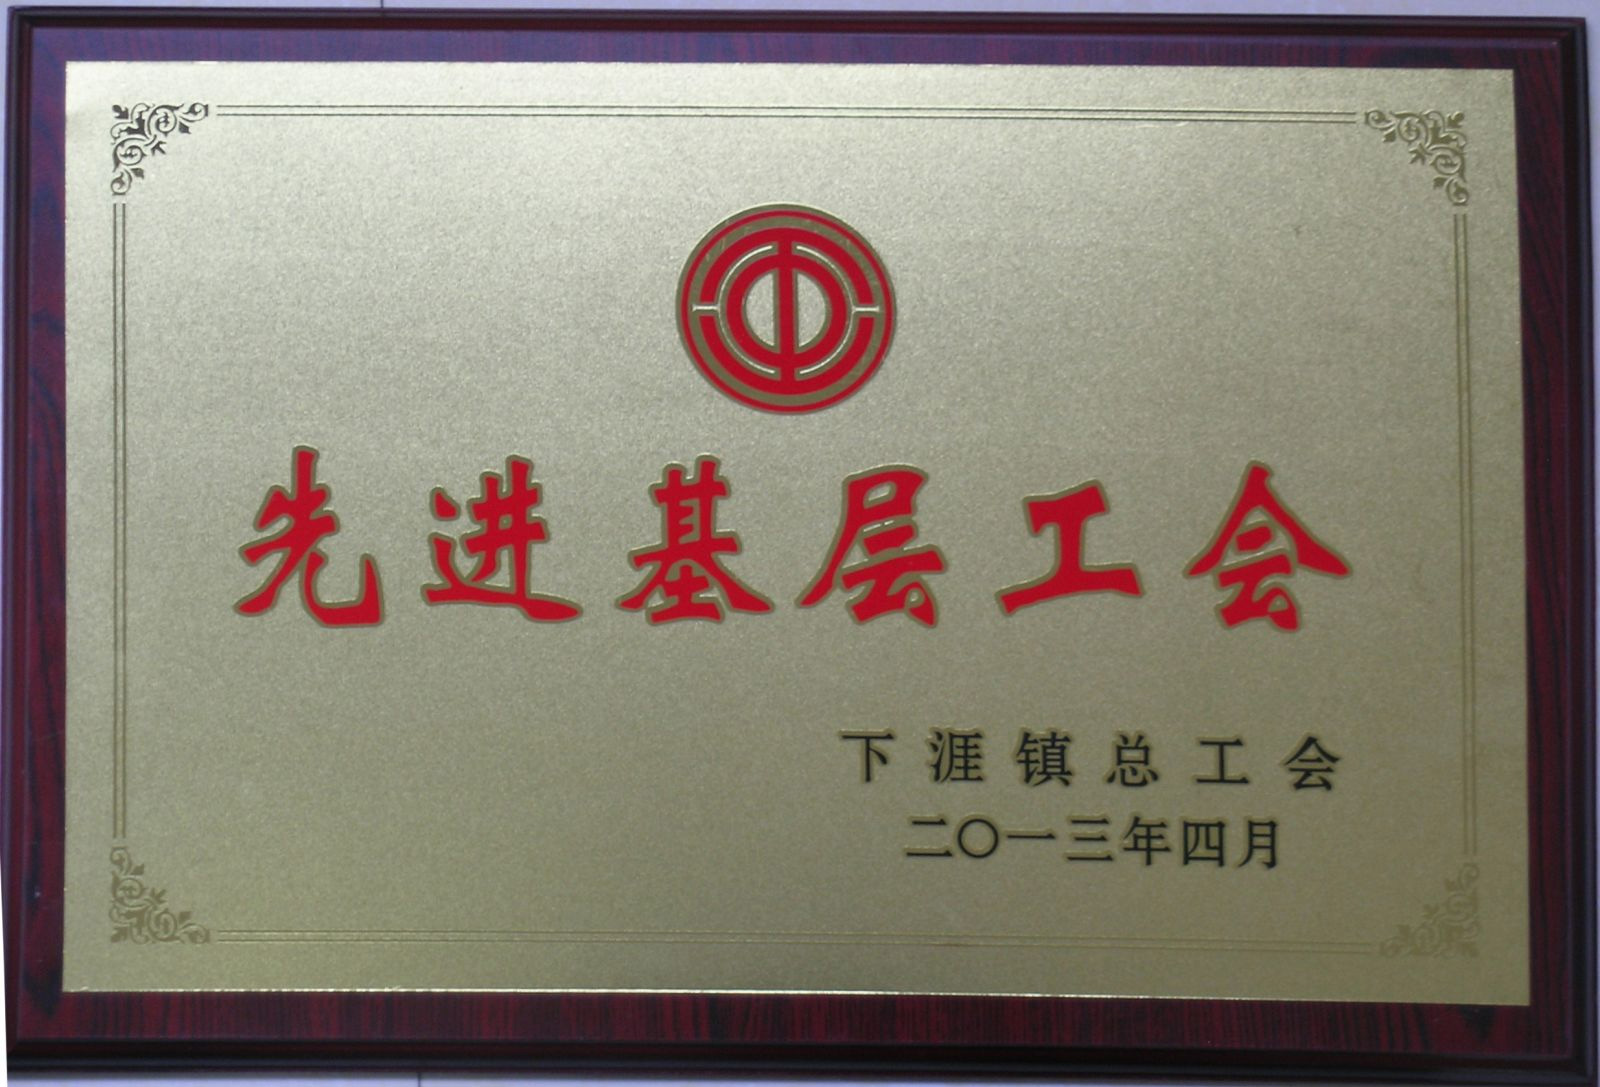 先进基层工会
下涯镇总工会
二〇一三年四月